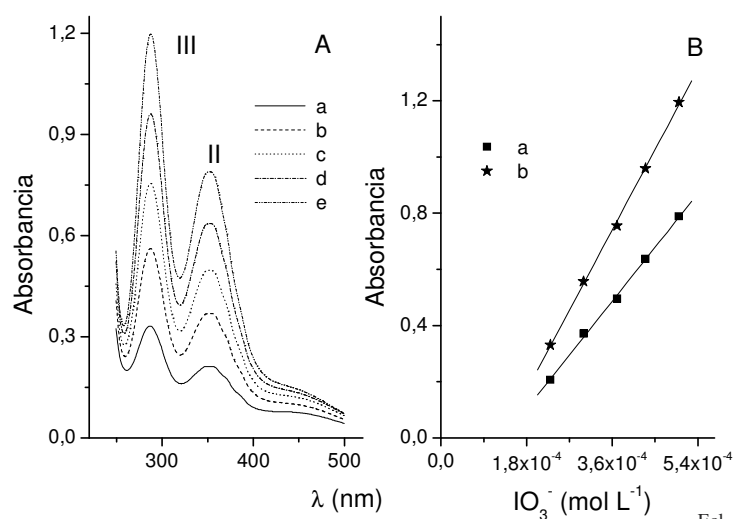 A
III
II
a
b
c
d
e
1,2
0,9
0,6
0,3
0,0
Absorbancia
300
400
500
λ (nm)
B
a
b
1,2
0,8
0,4
0,0
Absorbancia
0,0
1,8x10⁻⁴
3,6x10⁻⁴
5,4x10⁻⁴
IO₃⁻ (mol L⁻¹)